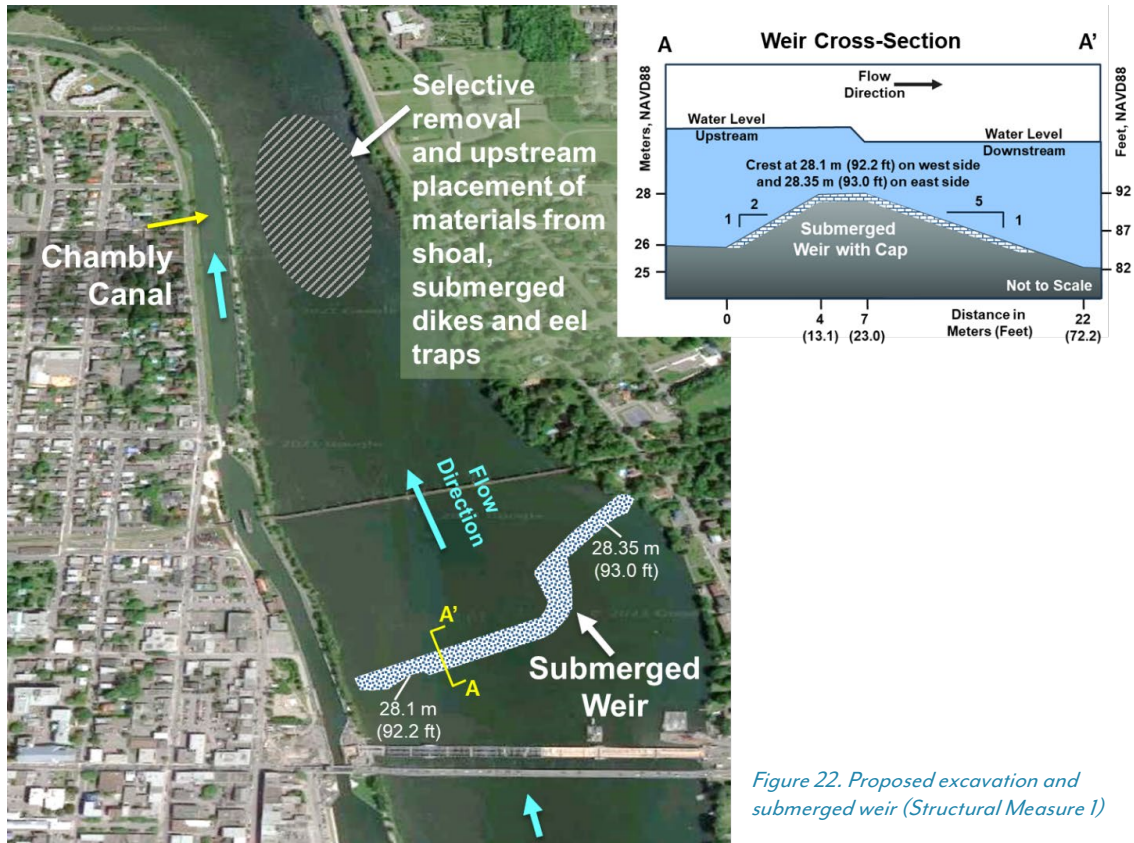 Selective
removal
and upstream
placement of
materials from
shoal,
submerged
dikes and eel
traps
Chambly
Canal
Flow
Direction
28.35 m
(93.0 ft)
A'
A
Submerged
Weir
28.1 m
(92.2 ft)
A
Weir Cross-Section
A'
Flow
Direction
Meters, NAVD88
Feet, NAVD88
Water Level
Upstream
Water Level
Downstream
Crest at 28.1 m (92.2 ft) on west side
and 28.35 m (93.0 ft) on east side
28
26
25
92
87
82
1
2
5
1
Submerged
Weir with Cap
Not to Scale
0
4
(13.1)
7
(23.0)
Distance in
Meters (Feet)
22
(72.2)
Figure 22. Proposed excavation and
submerged weir (Structural Measure 1)